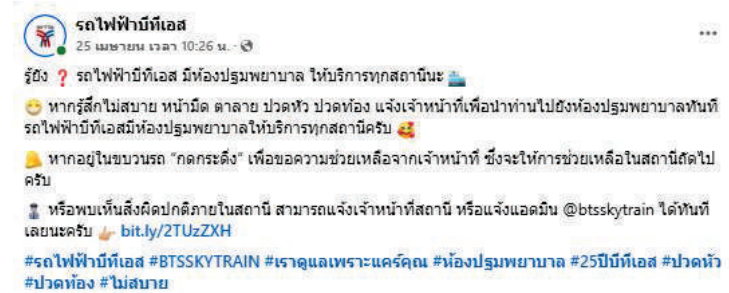 รถไฟฟ้าบีทีเอส
25 เมษายน เวลา 10:26 น. ·
รู้ยัง ❓ รถไฟฟ้าบีทีเอส มีห้องปฐมพยาบาล ให้บริการทุกสถานีนะ
หากรู้สึกไม่สบาย หน้ามืด ตาลาย ปวดหัว ปวดท้อง แจ้งเจ้าหน้าที่เพื่อนำท่านไปยังห้องปฐมพยาบาลทันที
รถไฟฟ้าบีทีเอสมีห้องปฐมพยาบาลให้บริการทุกสถานีครับ 🥰
🔔 หากอยู่ในขบวนรถ “กดกระดิ่ง” เพื่อขอความช่วยเหลือจากเจ้าหน้าที่ ซึ่งจะให้การช่วยเหลือในสถานีถัดไป
ครับ
หรือพบเห็นสิ่งผิดปกติภายในสถานี สามารถแจ้งเจ้าหน้าที่สถานี หรือแจ้งแอดมิน @btsskytrain ได้ทันที
เลยนะครับ 👉🏼 bit.ly/2TUzZXH
#รถไฟฟ้าบีทีเอส #BTSSKYTRAIN #เราดูแลเพราะแคร์คุณ #ห้องปฐมพยาบาล #25ปีบีทีเอส #ปวดหัว
#ปวดท้อง #ไม่สบาย